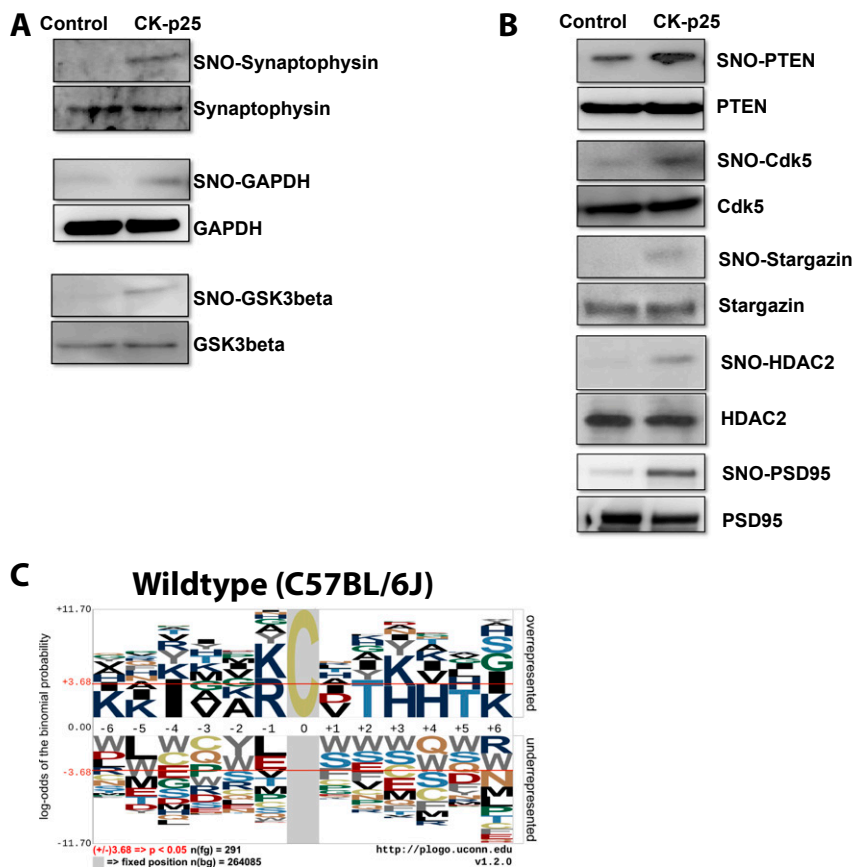 A
Control CK-p25
SNO-Synaptophysin
Synaptophysin
SNO-GAPDH
GAPDH
SNO-GSK3beta
GSK3beta
B
Control CK-p25
SNO-PTEN
PTEN
SNO-Cdk5
Cdk5
SNO-Stargazin
Stargazin
SNO-HDAC2
HDAC2
SNO-PSD95
PSD95
C
Wildtype (C57BL/6J)
+11.70
+3.68
0.00
-3.68
-11.70
log-odds of the binomial probability
overrepresented
underrepresented
-6 -5 -4 -3 -2 -1 0 +1 +2 +3 +4 +5 +6
(+/-)3.68 => p < 0.05 n(fg) = 291
=> fixed position n(bg) = 264085
http://plogo.uconn.edu
v1.2.0